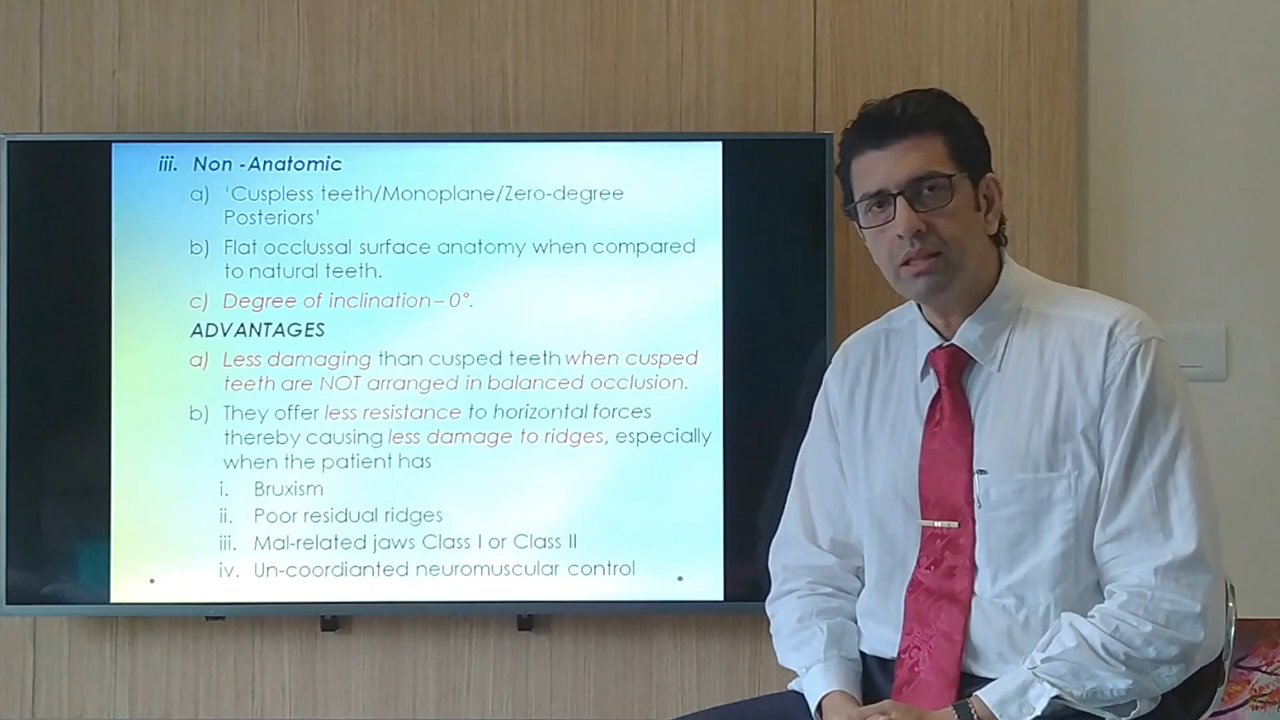 iii. Non -Anatomic
a) 'Cuspless teeth/Monoplane/Zero-degree
Posteriors'
b) Flat occlussal surface anatomy when compared
to natural teeth.
c) Degree of inclination – 0°.
ADVANTAGES
a) Less damaging than cusped teeth when cusped
teeth are NOT arranged in balanced occlusion.
b) They offer less resistance to horizontal forces
thereby causing less damage to ridges, especially
when the patient has
i. Bruxism
ii. Poor residual ridges
iii. Mal-related jaws Class I or Class II
iv. Un-coordianted neuromuscular control